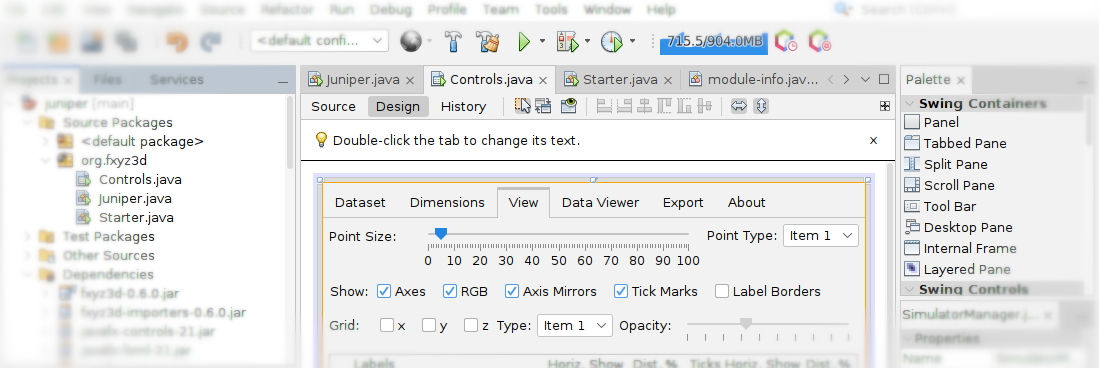 File Edit View Navigate Source Refactor Run Debug Profile Team Tools Window Help
<default confi... 715.5/904.0MB
Projects Files Services
Juniper.java Controls.java Starter.java module-info.jav...
Palette
Source Design History
juniper [main]
Source Packages
<default package>
org.fxyz3d
Controls.java
Juniper.java
Starter.java
Test Packages
Other Sources
Dependencies
fxyz3d-0.6.0.jar
fxyz3d-importers-0.6.0.jar
javafx-controls-21.jar
javafx-fxml-21.jar
Double-click the tab to change its text.
x
Dataset Dimensions View Data Viewer Export About
Point Size: Point Type: Item 1
0 10 20 30 40 50 60 70 80 90 100
Show: Axes RGB Axis Mirrors Tick Marks Label Borders
Grid: x y z Type: Item 1 Opacity:
Labels Horiz. Show Dist. % Ticks Horiz. Show Dist. %
Swing Containers
Panel
Tabbed Pane
Split Pane
Scroll Pane
Tool Bar
Desktop Pane
Internal Frame
Layered Pane
Swing Controls
SimulatorManager.j...
Properties
Name